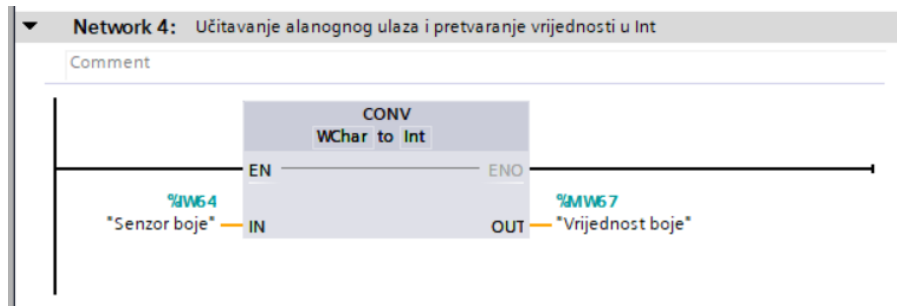 Network 4: Učitavanje alanognog ulaza i pretvaranje vrijednosti u Int
Comment
CONV
WChar to Int
EN ENO
%IW64 %MW67
"Senzor boje" IN OUT "Vrijednost boje"